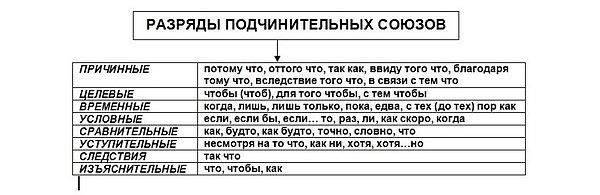 РАЗРЯДЫ ПОДЧИНИТЕЛЬНЫХ СОЮЗОВ
ПРИЧИННЫЕ потому что, оттого что, так как, ввиду того что, благодаря
тому что, вследствие того что, в связи с тем что
ЦЕЛЕВЫЕ чтобы (чтоб), для того чтобы, с тем чтобы
ВРЕМЕННЫЕ когда, лишь, лишь только, пока, едва, с тех (до тех) пор как
УСЛОВНЫЕ если, если бы, если... то, раз, ли, как скоро, когда
СРАВНИТЕЛЬНЫЕ как, будто, как будто, точно, словно, что
УСТУПИТЕЛЬНЫЕ несмотря на то что, как ни, хотя, хотя...но
СЛЕДСТВИЯ так что
ИЗЪЯСНИТЕЛЬНЫЕ что, чтобы, как